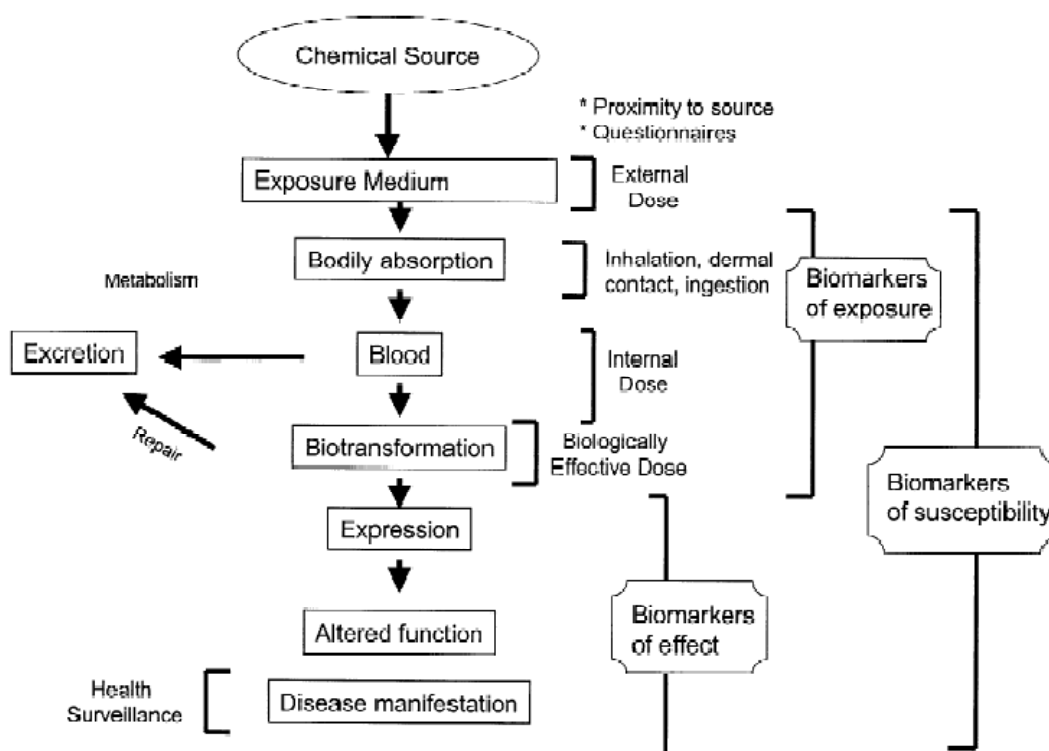 Chemical Source
* Proximity to source
* Questionnaires
Exposure Medium
External
Dose
Bodily absorption
Inhalation, dermal
contact, ingestion
Biomarkers
of exposure
Metabolism
Excretion
Blood
Internal
Dose
Repair
Biotransformation
Biologically
Effective Dose
Biomarkers
of susceptibility
Expression
Altered function
Biomarkers
of effect
Health
Surveillance
Disease manifestation